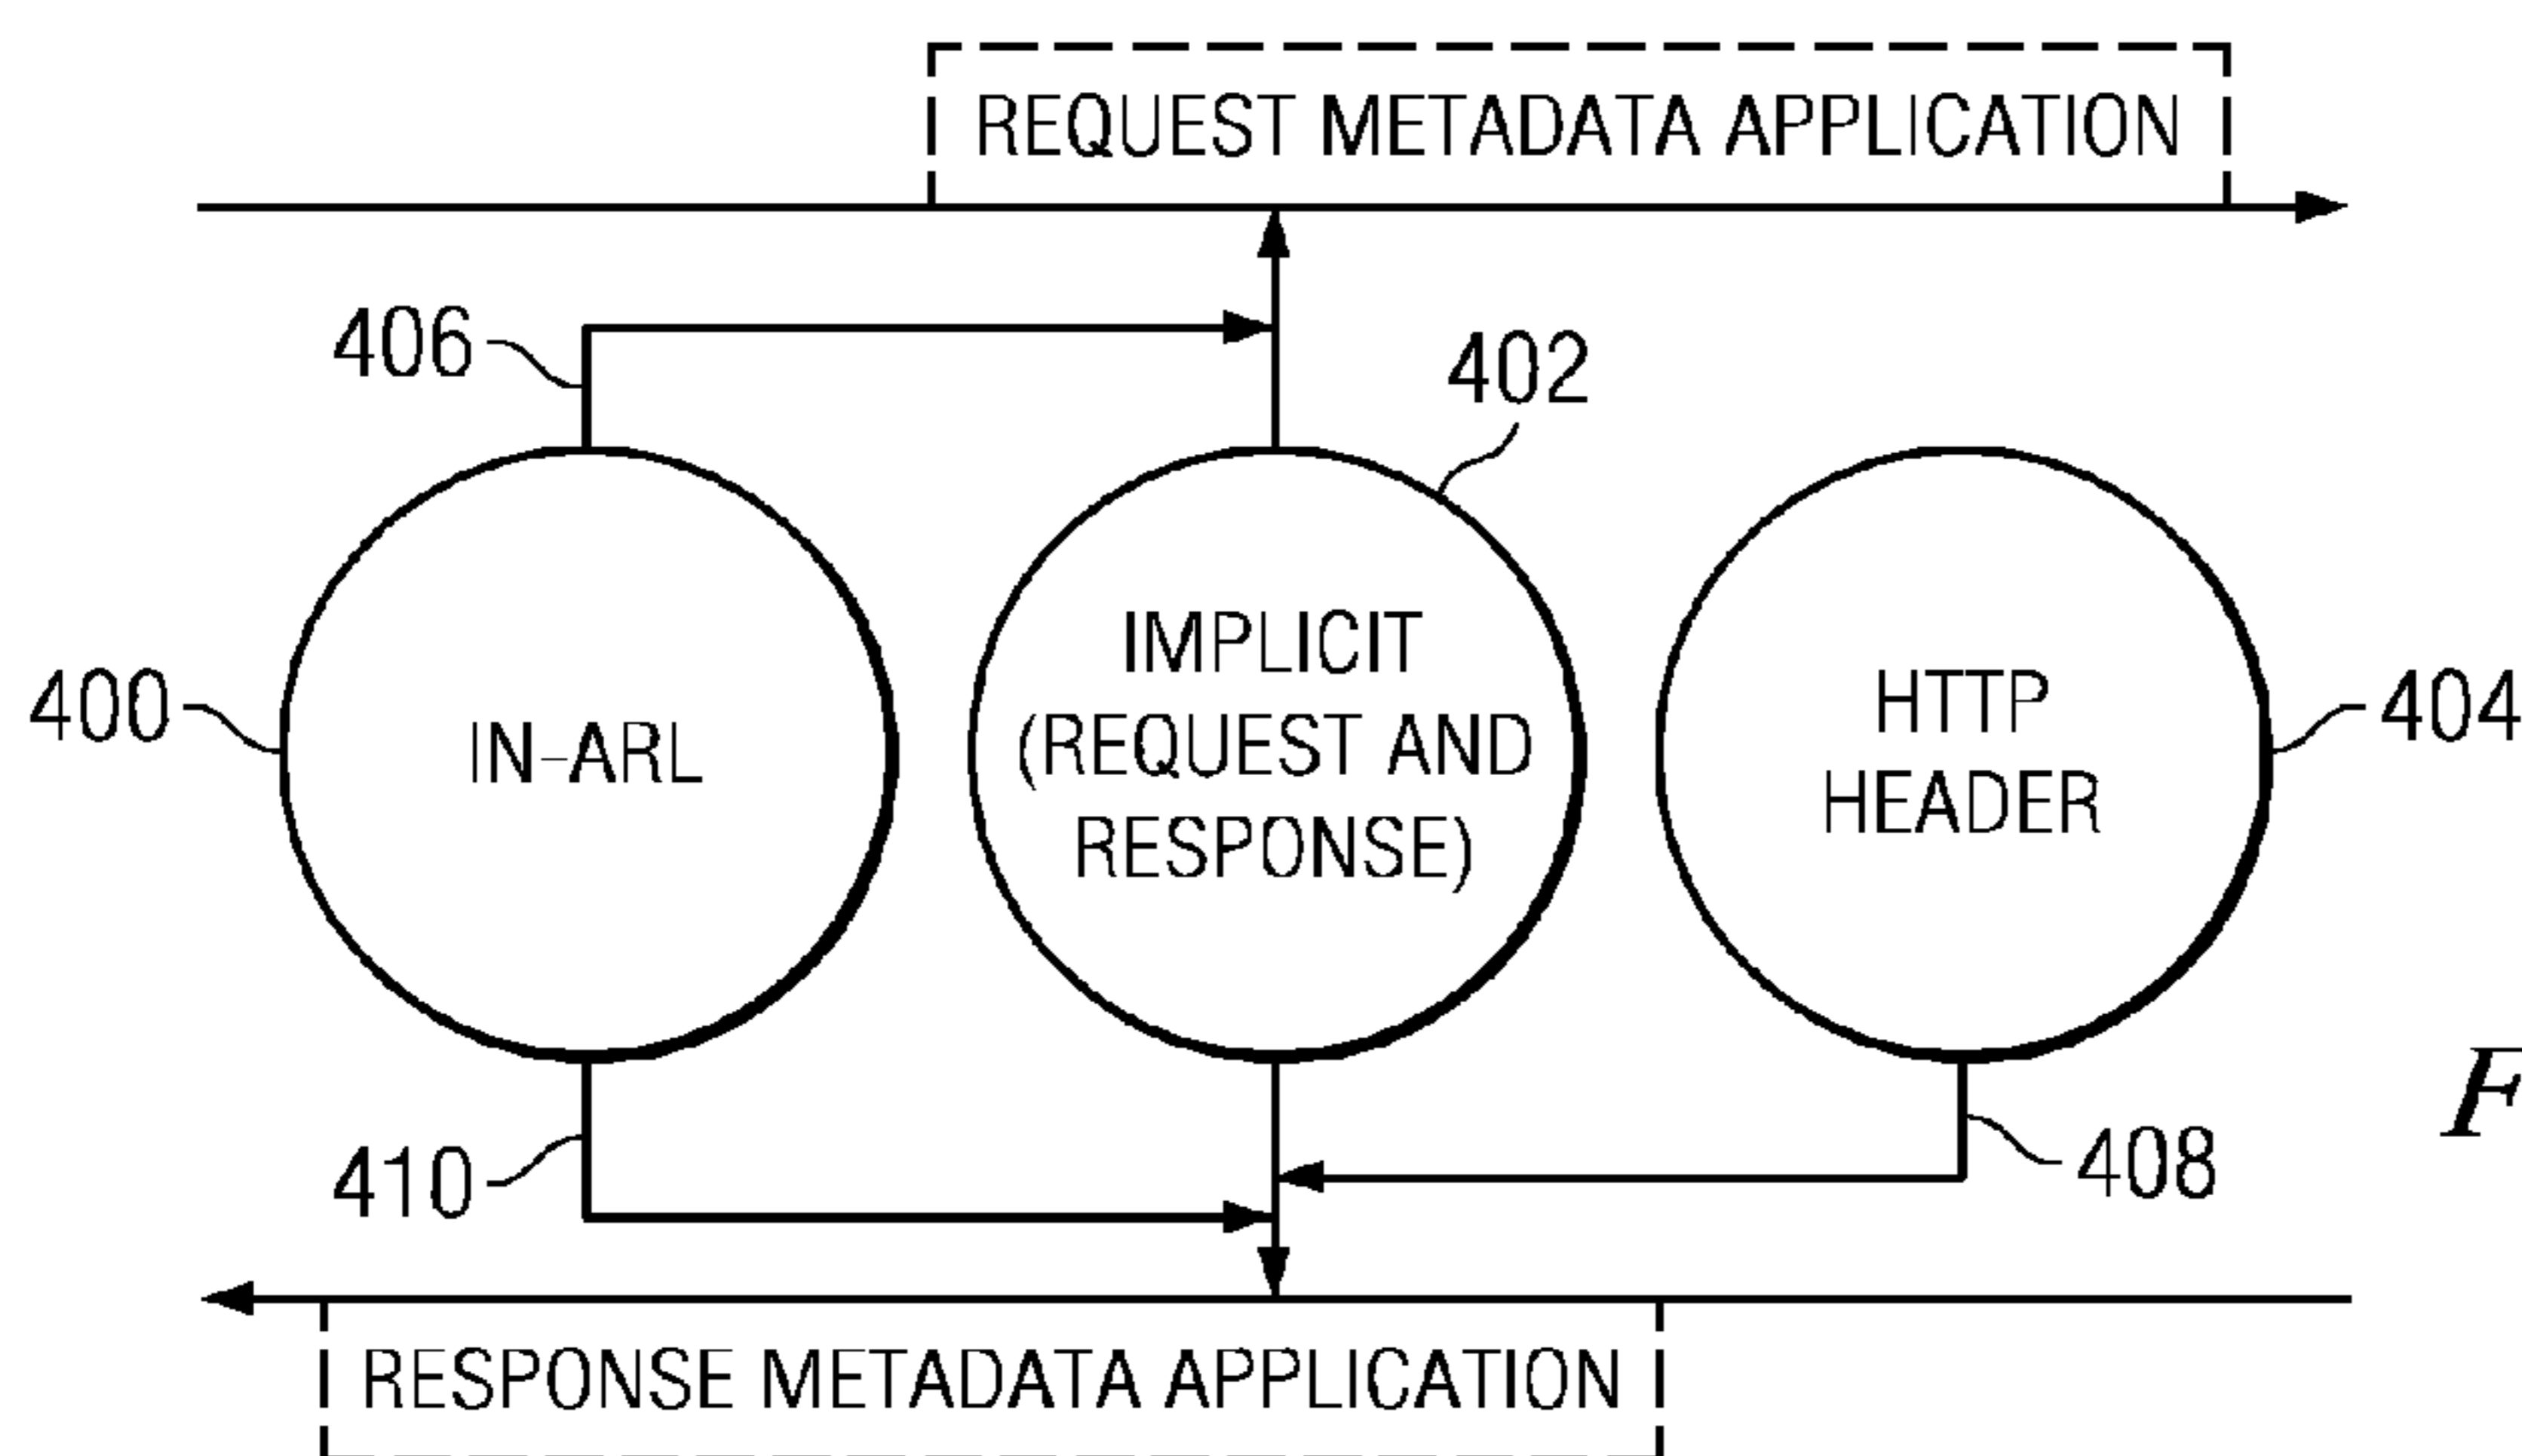 REQUEST METADATA APPLICATION
406
402
400
IN-ARL
IMPLICIT
(REQUEST AND
RESPONSE)
HTTP
HEADER
404
F
410
408
RESPONSE METADATA APPLICATION